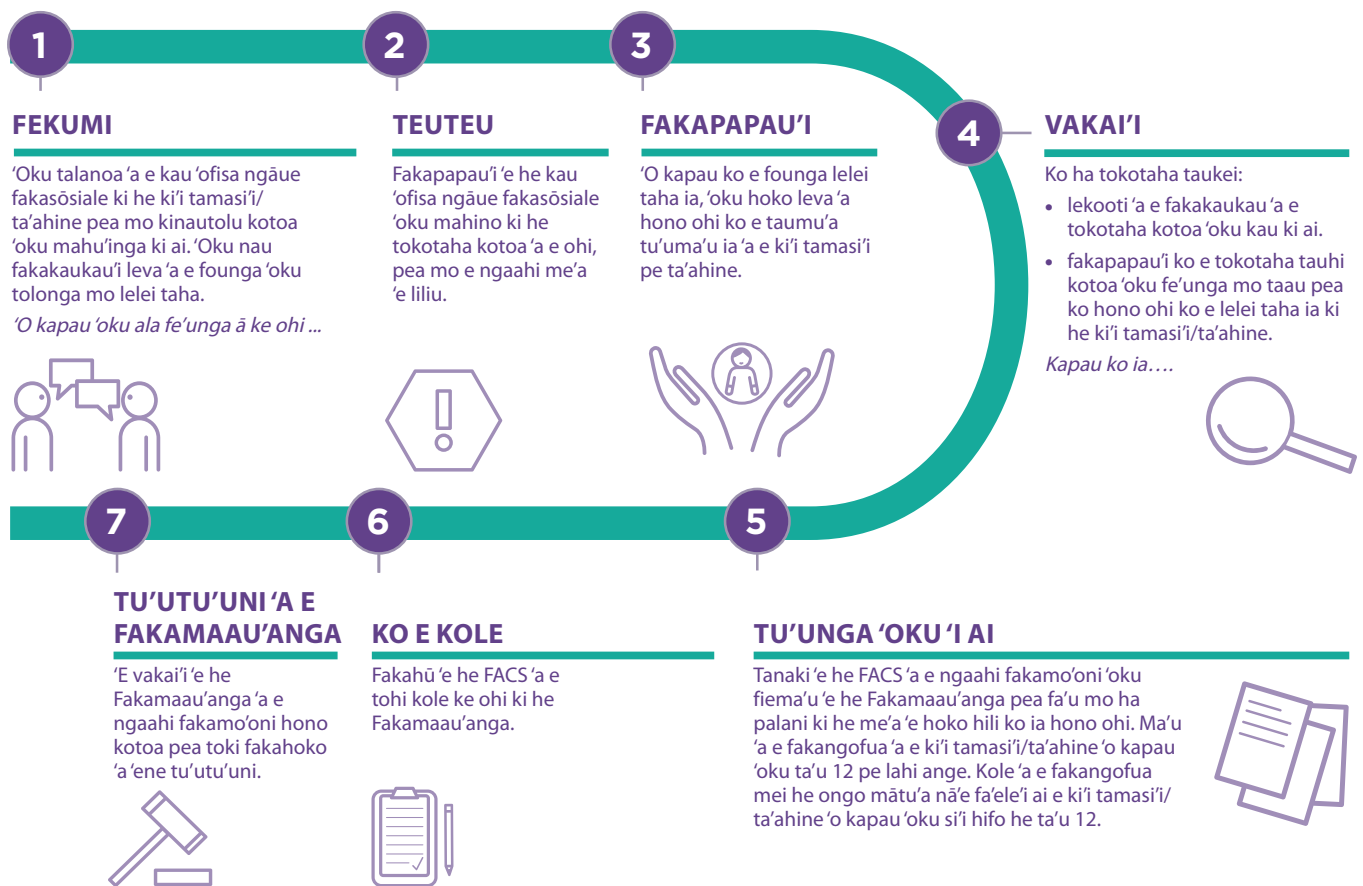 1
FEKUMI
'Oku talanoa 'a e kau 'ofisa ngāue
fakasōsiale ki he ki'i tamasi'i/
ta'ahine pea mo kinautolu kotoa
'oku mahu'inga ki ai. 'Oku nau
fakakaukau'i leva 'a e founga 'oku
tolonga mo lelei taha.
'O kapau 'oku ala fe'unga ā ke ohi ...
2
TEUTEU
Fakapapau'i 'e he kau
'ofisa ngāue fakasōsiale
'oku mahino ki he
tokotaha kotoa 'a e ohi,
pea mo e ngaahi me'a
'e liliu.
3
FAKAPAPAU'I
'O kapau ko e founga lelei
taha ia, 'oku hoko leva 'a
hono ohi ko e taumu'a
tu'uma'u ia 'a e ki'i tamasi'i
pe ta'ahine.
4
VAKAI'I
Ko ha tokotaha taukei:
• lekooti 'a e fakakaukau 'a e
tokotaha kotoa 'oku kau ki ai.
• fakapapau'i ko e tokotaha tauhi
kotoa 'oku fe'unga mo taau pea
ko hono ohi ko e lelei taha ia ki
he ki'i tamasi'i/ta'ahine.
Kapau ko ia….
5
TU'UNGA 'OKU 'I AI
Tanaki 'e he FACS 'a e ngaahi fakamo'oni 'oku
fiema'u 'e he Fakamaau'anga pea fa'u mo ha
palani ki he me'a 'e hoko hili ko ia hono ohi. Ma'u
'a e fakangofua 'a e ki'i tamasi'i/ta'ahine 'o kapau
'oku ta'u 12 pe lahi ange. Kole 'a e fakangofua
mei he ongo mātu'a nā'e fa'ele'i ai e ki'i tamasi'i/
ta'ahine 'o kapau 'oku si'i hifo he ta'u 12.
6
KO E KOLE
Fakahū 'e he FACS 'a e
tohi kole ke ohi ki he
Fakamaau'anga.
7
TU'UTU'UNI 'A E
FAKAMAAU'ANGA
'E vakai'i 'e he
Fakamaau'anga 'a e
ngaahi fakamo'oni hono
kotoa pea toki fakahoko
'a 'ene tu'utu'uni.